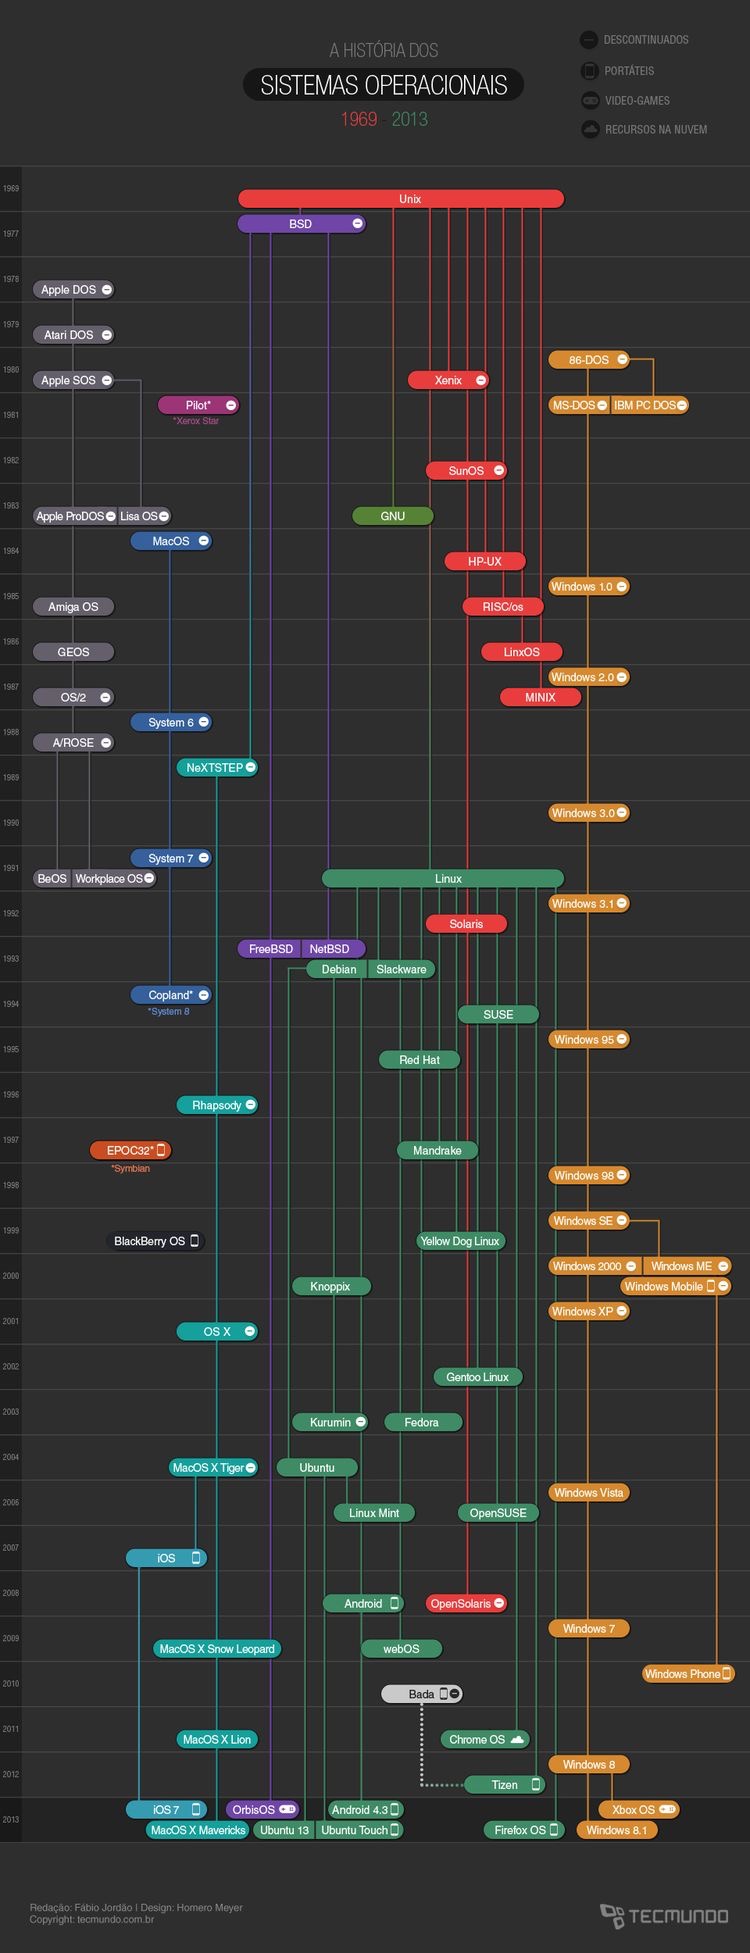 A HISTÓRIA DOS
SISTEMAS OPERACIONAIS
1969 - 2013
DESCONTINUADOS
PORTÁTEIS
VIDEO-GAMES
RECURSOS NA NUVEM
1969
Unix
BSD
1977
1978
Apple DOS
1979
Atari DOS
86-DOS
1980
Apple SOS
Xenix
Pilot*
*Xerox Star
MS-DOS
IBM PC DOS
1981
1982
SunOS
1983
Apple ProDOS
Lisa OS
GNU
MacOS
1984
HP-UX
Windows 1.0
1985
Amiga OS
RISC/os
1986
GEOS
LinxOS
Windows 2.0
1987
OS/2
MINIX
System 6
1988
A/ROSE
NeXTSTEP
1989
Windows 3.0
1990
System 7
1991
BeOS
Workplace OS
Linux
Windows 3.1
1992
Solaris
FreeBSD
NetBSD
1993
Debian
Slackware
Copland*
*System 8
1994
SUSE
Windows 95
1995
Red Hat
1996
Rhapsody
1997
EPOC32*
*Symbian
Mandrake
Windows 98
1998
Windows SE
1999
BlackBerry OS
Yellow Dog Linux
Windows 2000
Windows ME
2000
Knoppix
Windows Mobile
Windows XP
2001
OS X
2002
Gentoo Linux
2003
Kurumin
Fedora
2004
MacOS X Tiger
Ubuntu
Windows Vista
2006
Linux Mint
OpenSUSE
2007
iOS
2008
Android
OpenSolaris
Windows 7
2009
MacOS X Snow Leopard
webOS
Windows Phone
2010
Bada
2011
MacOS X Lion
Chrome OS
Windows 8
2012
Tizen
iOS 7
OrbisOS
Android 4.3
Xbox OS
2013
MacOS X Mavericks
Ubuntu 13
Ubuntu Touch
Firefox OS
Windows 8.1
Redação: Fábio Jordão | Design: Homero Meyer
Copyright: tecmundo.com.br
TECMUNDO